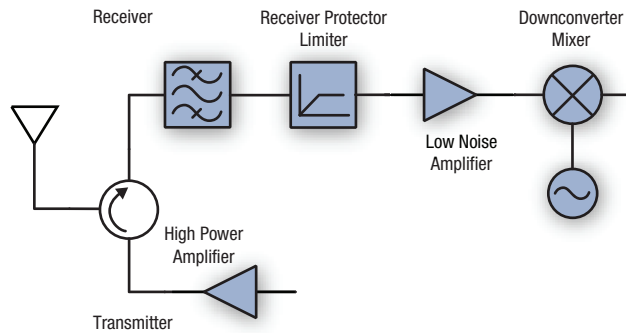 Receiver
Receiver Protector
Limiter
Downconverter
Mixer
Low Noise
Amplifier
High Power
Amplifier
Transmitter